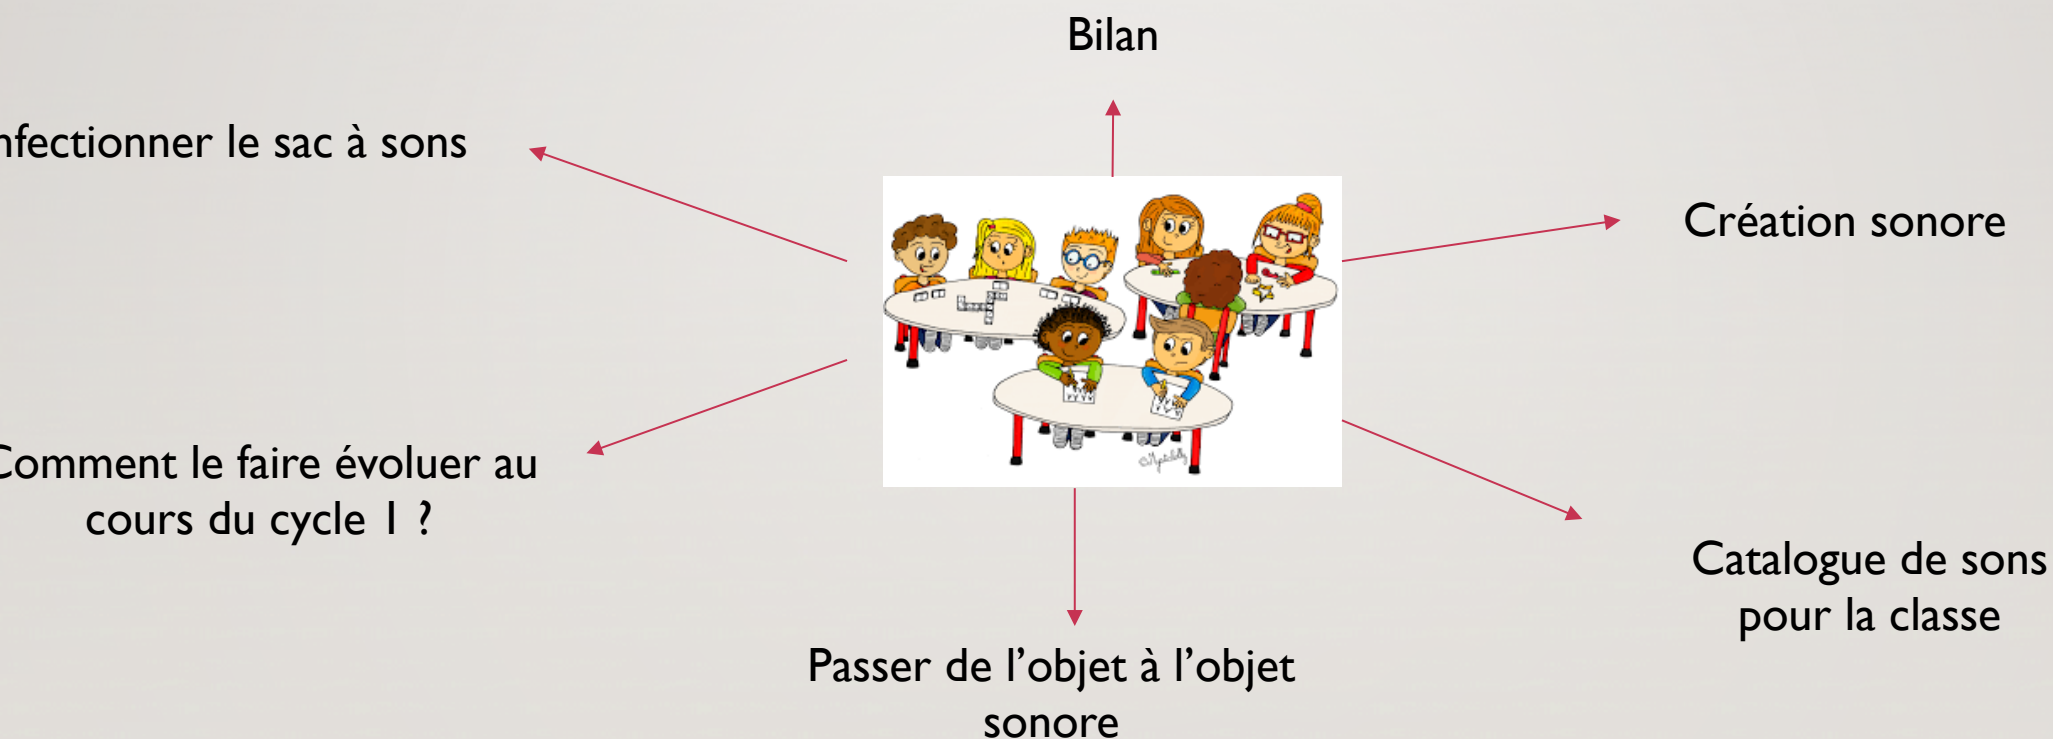 Bilan
nfectionner le sac à sons
Création sonore
Comment le faire évoluer au
cours du cycle 1 ?
Catalogue de sons
pour la classe
Passer de l’objet à l’objet
sonore